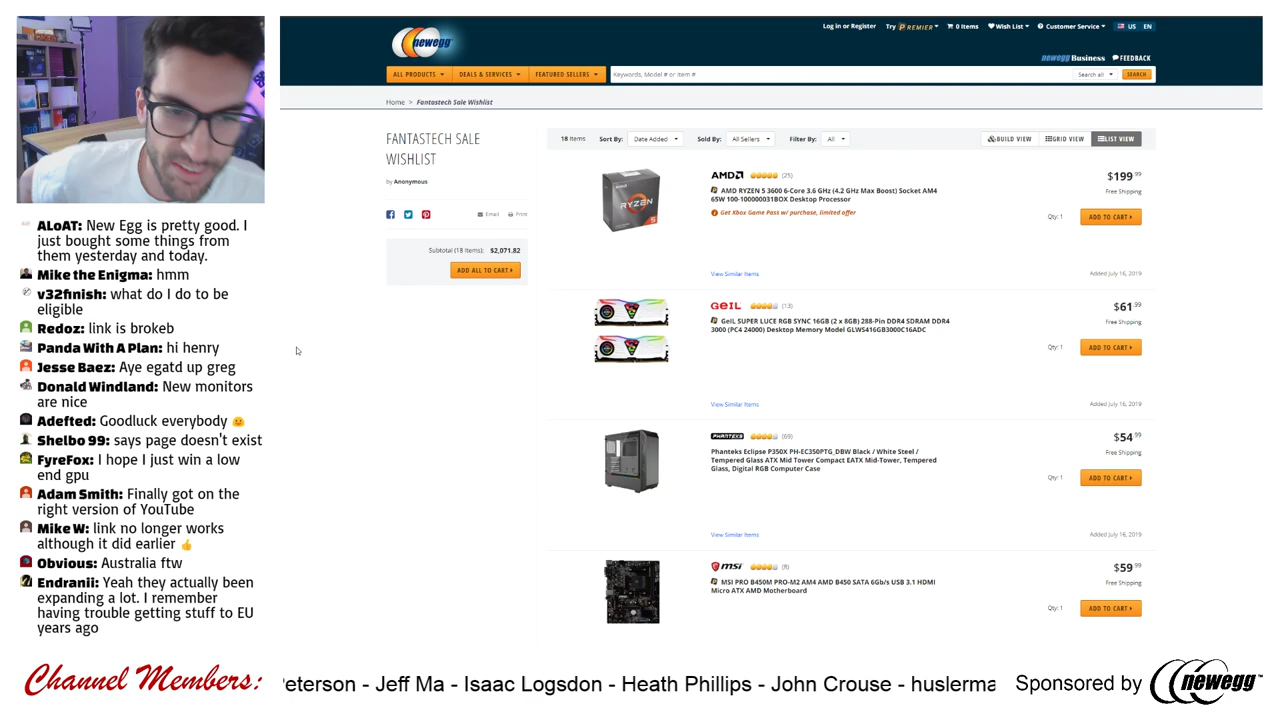 newegg
Log in or Register
Try PREMIER
0 Items
Wish List
Customer Service
US EN
newegg Business
FEEDBACK
ALL PRODUCTS
DEALS & SERVICES
FEATURED SELLERS
Keywords, Model # or Item #
Search all
SEARCH
Home > Fantastech Sale Wishlist
FANTASTECH SALE
WISHLIST
by Anonymous
Email
Print
Subtotal (18 Items): $2,071.82
ADD ALL TO CART
18 Items
Sort By: Date Added
Sold By: All Sellers
Filter By: All
BUILD VIEW
GRID VIEW
LIST VIEW
RYZEN
AMD (25)
AMD RYZEN 5 3600 6-Core 3.6 GHz (4.2 GHz Max Boost) Socket AM4
65W 100-100000031BOX Desktop Processor
Get Xbox Game Pass w/ purchase, limited offer
View Similar Items
$199.99
Free Shipping
Qty: 1
ADD TO CART
Added July 16, 2019
GEIL (13)
GeIL SUPER LUCE RGB SYNC 16GB (2 x 8GB) 288-Pin DDR4 SDRAM DDR4
3000 (PC4 24000) Desktop Memory Model GLWS416GB3000C16ADC
View Similar Items
$61.99
Free Shipping
Qty: 1
ADD TO CART
Added July 16, 2019
PHANTEKS (69)
Phanteks Eclipse P350X PH-EC350PTG_DBW Black / White Steel /
Tempered Glass ATX Mid Tower Compact EATX Mid-Tower, Tempered
Glass, Digital RGB Computer Case
View Similar Items
$54.99
Free Shipping
Qty: 1
ADD TO CART
Added July 16, 2019
msi (8)
MSI PRO B450M PRO-M2 AM4 AMD B450 SATA 6Gb/s USB 3.1 HDMI
Micro ATX AMD Motherboard
$59.99
Free Shipping
Qty: 1
ADD TO CART
ALoAT: New Egg is pretty good. I
just bought some things from
them yesterday and today.
Mike the Enigma: hmm
v32finish: what do I do to be
eligible
Redoz: link is brokeb
Panda With A Plan: hi henry
Jesse Baez: Aye egatd up greg
Donald Windland: New monitors
are nice
Adefted: Goodluck everybody 🙂
Shelbo 99: says page doesn't exist
FyreFox: I hope I just win a low
end gpu
Adam Smith: Finally got on the
right version of YouTube
Mike W: link no longer works
although it did earlier 👍
Obvious: Australia ftw
Endranii: Yeah they actually been
expanding a lot. I remember
having trouble getting stuff to EU
years ago
Channel Members:
Peterson - Jeff Ma - Isaac Logsdon - Heath Phillips - John Crouse - huslerma
Sponsored by newegg™